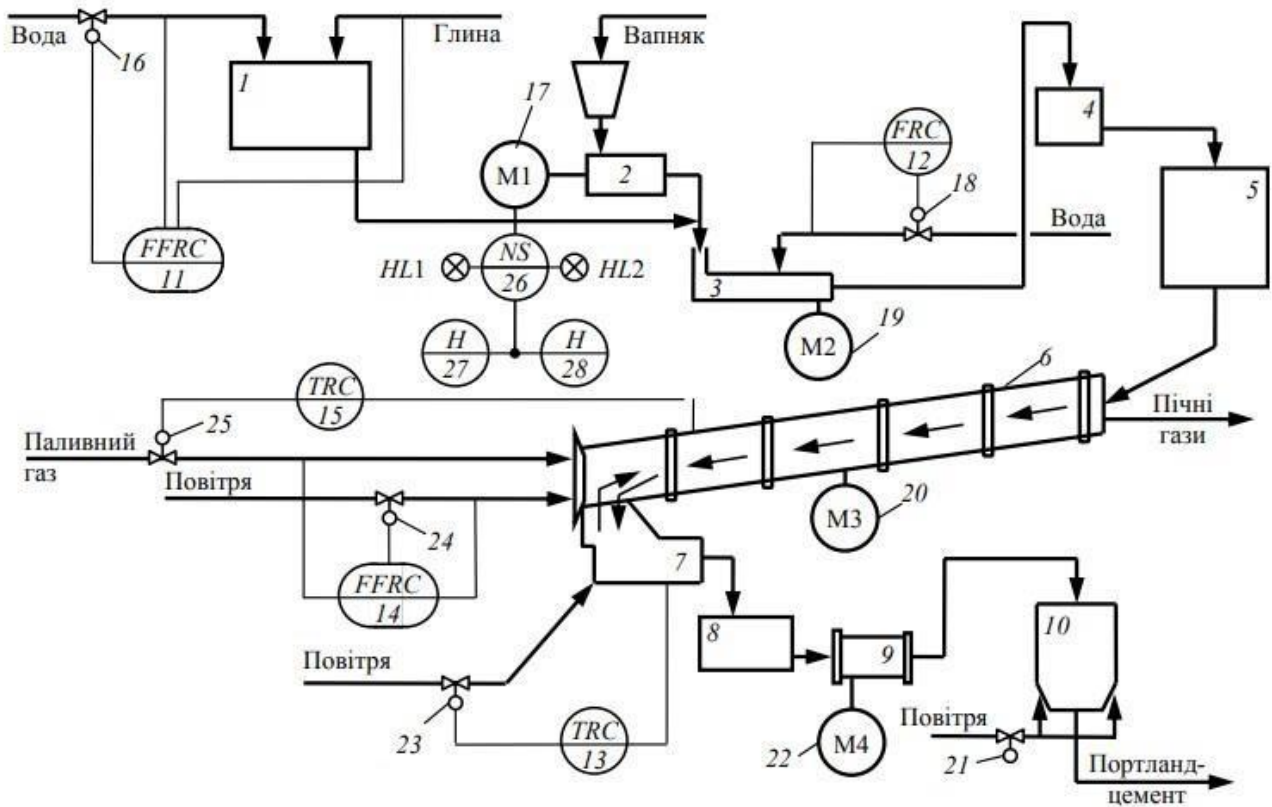 Вода
Глина
Вапняк
16
1
17
FRC
12
4
M1
2
18
5
FFRC
11
Вода
HL1
NS
26
HL2
3
19
M2
H
27
H
28
6
TRC
15
25
Пічні
гази
Паливний
газ
Повітря
M3
20
24
7
FFRC
14
8
9
10
Повітря
23
TRC
13
22
M4
Повітря
21
Портланд-
цемент